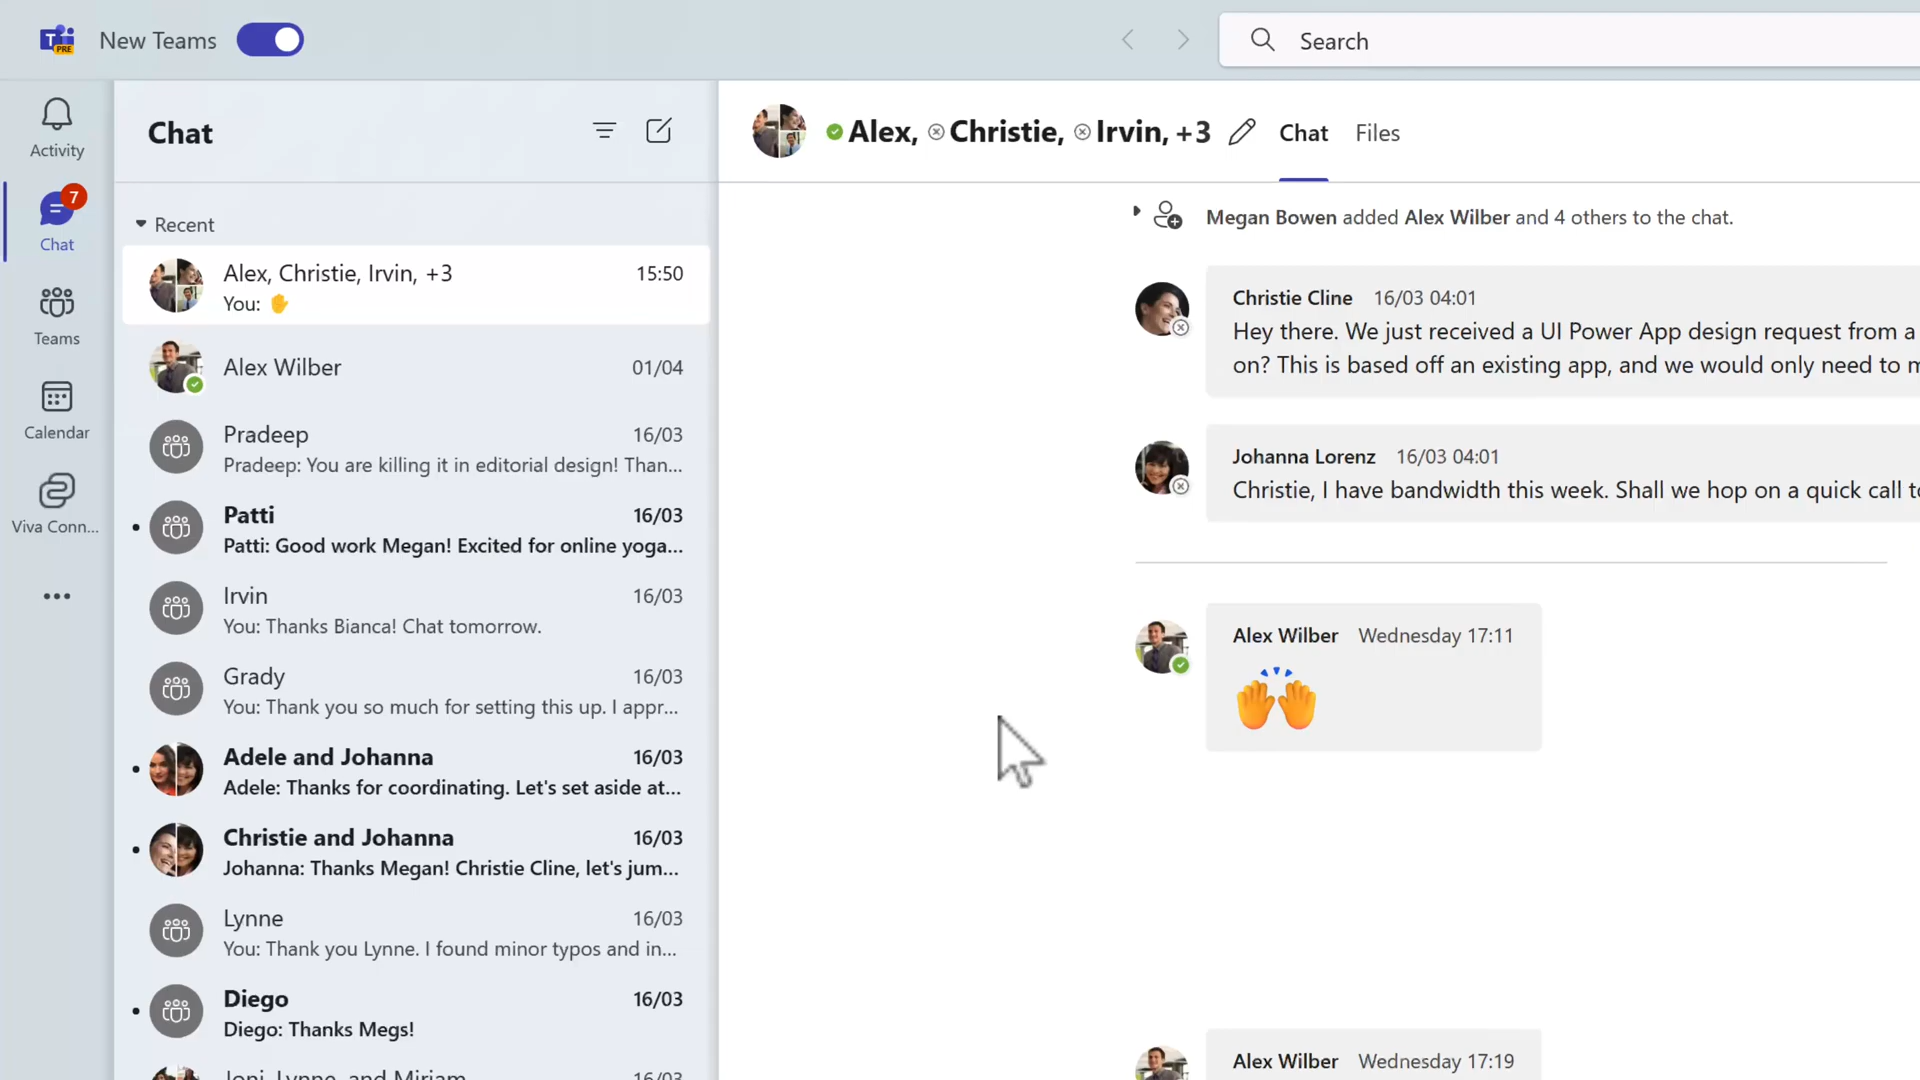 PRE
New Teams
Search
Activity
7
Chat
Teams
Calendar
Viva Conn...
Chat
Recent
Alex, Christie, Irvin, +3 15:50
You: ✋
Alex Wilber 01/04
Pradeep 16/03
Pradeep: You are killing it in editorial design! Than...
Patti 16/03
Patti: Good work Megan! Excited for online yoga...
Irvin 16/03
You: Thanks Bianca! Chat tomorrow.
Grady 16/03
You: Thank you so much for setting this up. I appr...
Adele and Johanna 16/03
Adele: Thanks for coordinating. Let's set aside at...
Christie and Johanna 16/03
Johanna: Thanks Megan! Christie Cline, let's jum...
Lynne 16/03
You: Thank you Lynne. I found minor typos and in...
Diego 16/03
Diego: Thanks Megs!
Joni, Lynne, and Miriam 16/03
Alex, Christie, Irvin, +3 Chat Files
Megan Bowen added Alex Wilber and 4 others to the chat.
Christie Cline 16/03 04:01
Hey there. We just received a UI Power App design request from a
on? This is based off an existing app, and we would only need to
Johanna Lorenz 16/03 04:01
Christie, I have bandwidth this week. Shall we hop on a quick call
Alex Wilber Wednesday 17:11
🙌
Alex Wilber Wednesday 17:19